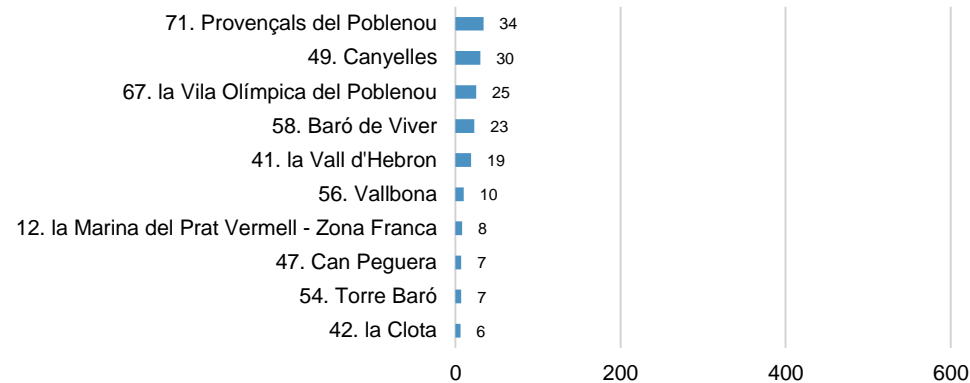 71. Provençals del Poblenou 34
49. Canyelles 30
67. la Vila Olímpica del Poblenou 25
58. Baró de Viver 23
41. la Vall d'Hebron 19
56. Vallbona 10
12. la Marina del Prat Vermell - Zona Franca 8
47. Can Peguera 7
54. Torre Baró 7
42. la Clota 6
0 200 400 600